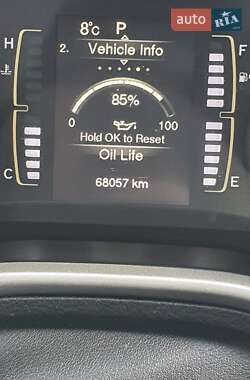 8°C P
AUTO RIA
H 2. Vehicle Info F
85%
0 100
Hold OK to Reset
Oil Life
C 68057 km E